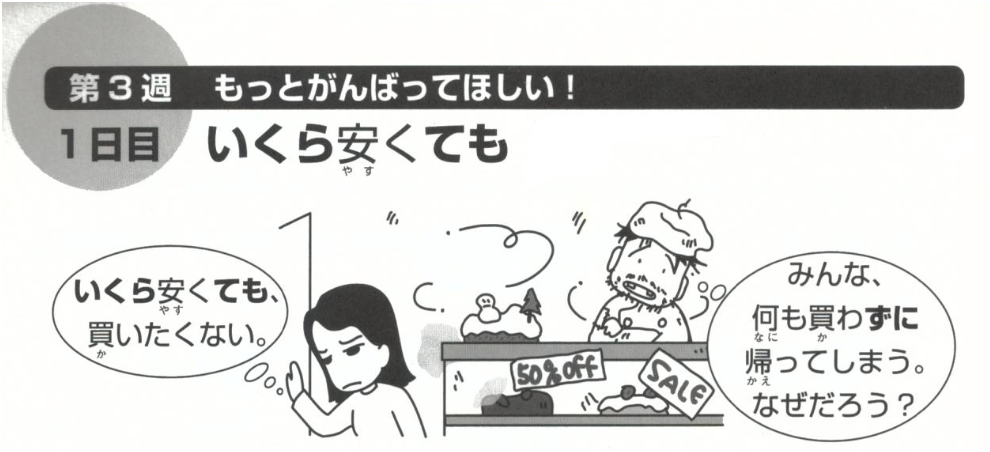 第3週 もっとがんばってほしい!
1日目 いくら安くても
やす
いくら安くても、
やす
買いたくない。
か
みんな、
何も買わずに
なに か
帰ってしまう。
かえ
なぜだろう?
50%OFF
SALE